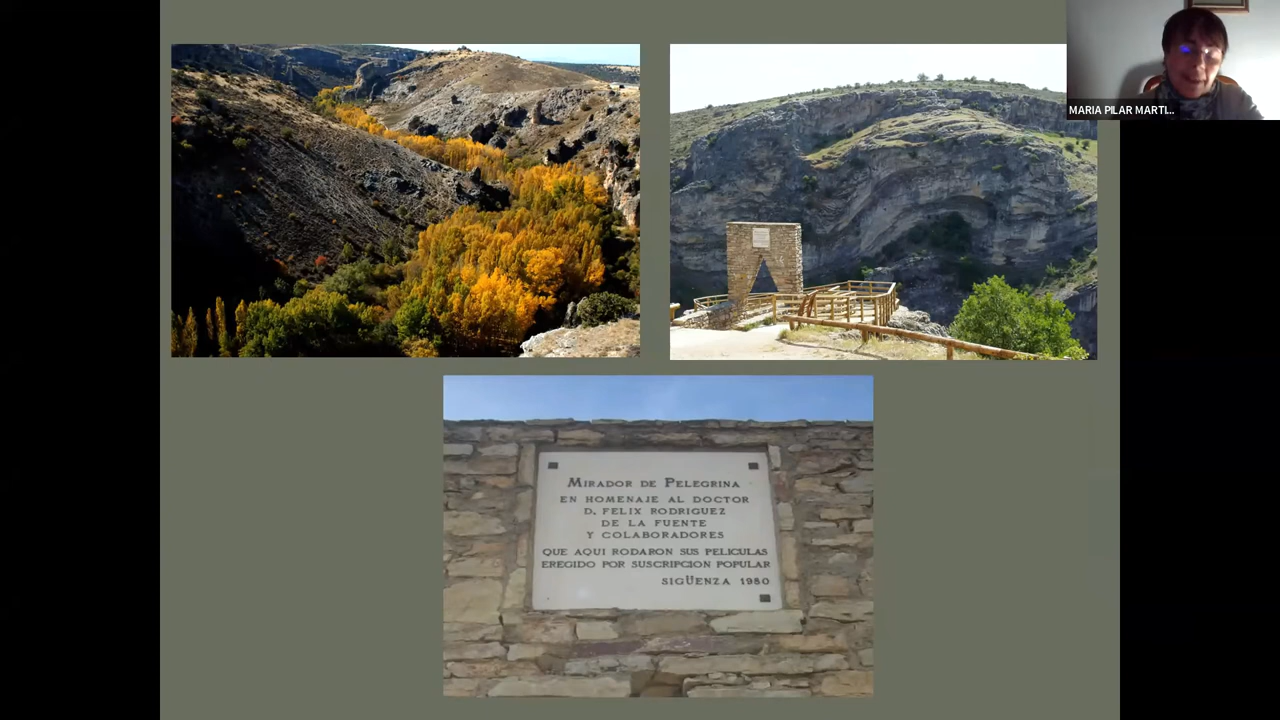 MARIA PILAR MARTI...
MIRADOR DE PELEGRINA
EN HOMENAJE AL DOCTOR
D. FELIX RODRIGUEZ
DE LA FUENTE
Y COLABORADORES
QUE AQUI RODARON SUS PELICULAS
EREGIDO POR SUSCRIPCION POPULAR
SIGÜENZA 1980